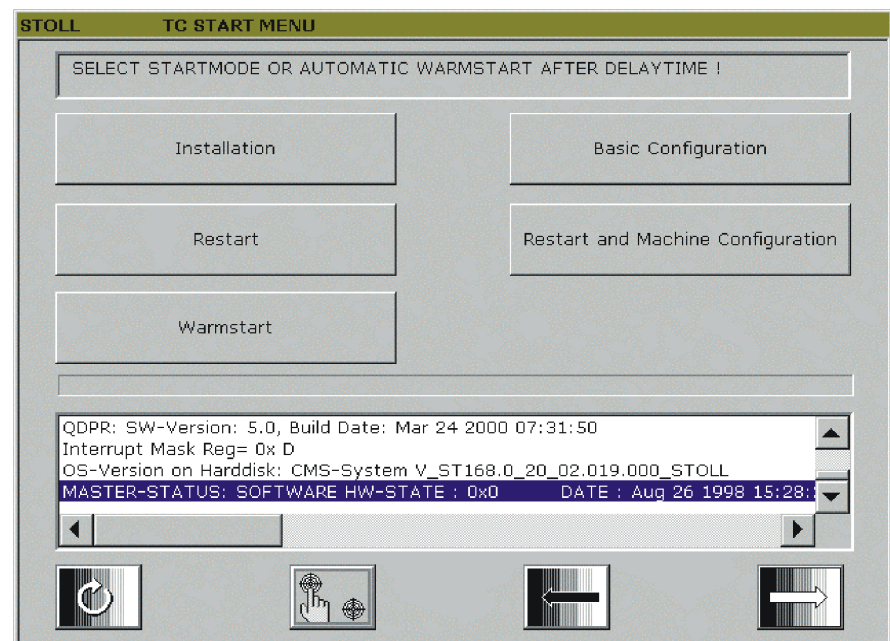 STOLL TC START MENU
SELECT STARTMODE OR AUTOMATIC WARMSTART AFTER DELAYTIME !
Installation
Basic Configuration
Restart
Restart and Machine Configuration
Warmstart
QDPR: SW-Version: 5.0, Build Date: Mar 24 2000 07:31:50
Interrupt Mask Reg= 0x D
OS-Version on Harddisk: CMS-System V_ST168.0_20_02.019.000_STOLL
MASTER-STATUS: SOFTWARE HW-STATE : 0x0 DATE : Aug 26 1998 15:28: